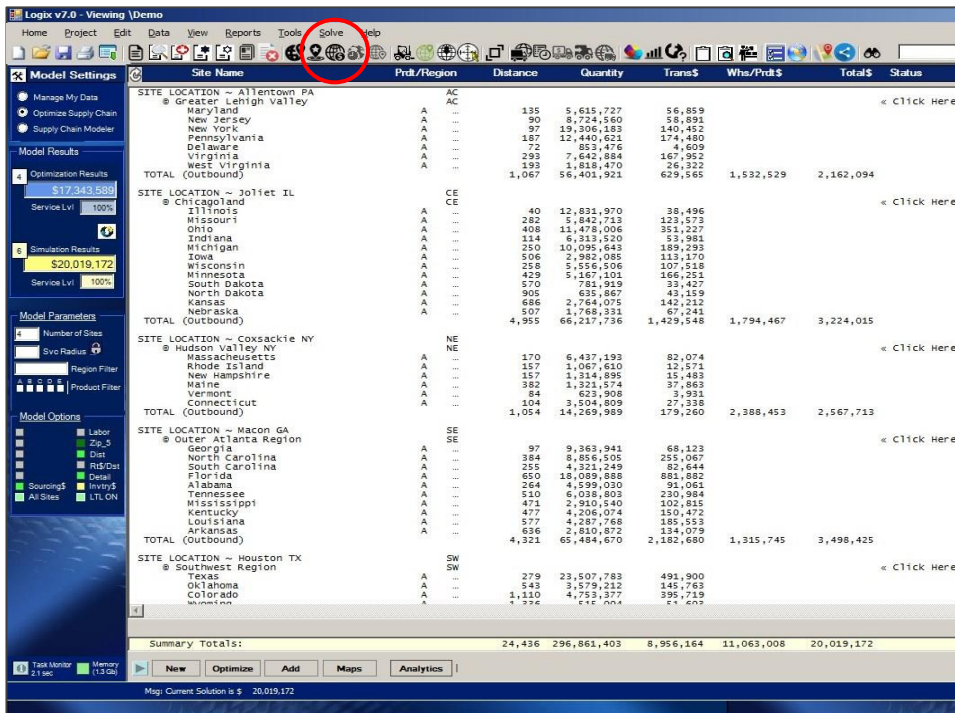 Logix v7.0 - Viewing \Demo
Home Project Edit Data View Reports Tools Solve Help
Model Settings
Manage My Data
Optimize Supply Chain
Supply Chain Modeler
Model Results
4 Optimization Results
$17,343,589
Service Lvl 100%
6 Simulation Results
$20,019,172
Service Lvl 100%
Model Parameters
4 Number of Sites
Svc Radius
Region Filter
A B C D E Product Filter
Model Options
Labor
Zip_5
Dist
Rt$/Dst
Detail
Sourcing$ Invtry$
All Sites LTL ON
Task Monitor 2.1 sec
Memory (1.3 Gb)
Site Name Prdt/Region Distance Quantity Trans$ Whs/Prdt$ Total$ Status
SITE LOCATION ~ Allentown PA AC
® Greater Lehigh Valley AC « Click Here
Maryland A ... 135 5,615,727 56,859
New Jersey A ... 90 8,724,560 58,891
New York A ... 97 19,306,183 140,452
Pennsylvania A ... 187 12,440,621 174,480
Delaware A ... 72 853,476 4,609
Virginia A ... 293 7,642,884 167,952
West Virginia A ... 193 1,818,470 26,322
TOTAL (Outbound) 1,067 56,401,921 629,565 1,532,529 2,162,094
SITE LOCATION ~ Joliet IL CE
® Chicagoland CE « Click Here
Illinois A ... 40 12,831,970 38,496
Missouri A ... 282 5,842,713 123,573
Ohio A ... 408 11,478,006 351,227
Indiana A ... 114 6,313,520 53,981
Michigan A ... 250 10,095,643 189,293
Iowa A ... 506 2,982,085 113,170
Wisconsin A ... 258 5,556,506 107,518
Minnesota A ... 429 5,167,101 166,251
South Dakota A ... 570 781,919 33,427
North Dakota A ... 905 635,867 43,159
Kansas A ... 686 2,764,075 142,212
Nebraska A ... 507 1,768,331 67,241
TOTAL (Outbound) 4,955 66,217,736 1,429,548 1,794,467 3,224,015
SITE LOCATION ~ Coxsackie NY NE
® Hudson Valley NY NE « Click Here
Massacheusetts A ... 170 6,437,193 82,074
Rhode Island A ... 157 1,067,610 12,571
New Hampshire A ... 157 1,314,895 15,483
Maine A ... 382 1,321,574 37,863
Vermont A ... 84 623,908 3,931
Connecticut A ... 104 3,504,809 27,338
TOTAL (Outbound) 1,054 14,269,989 179,260 2,388,453 2,567,713
SITE LOCATION ~ Macon GA SE
® Outer Atlanta Region SE « Click Here
Georgia A ... 97 9,363,941 68,123
North Carolina A ... 384 8,856,505 255,067
South Carolina A ... 255 4,321,249 82,644
Florida A ... 650 18,089,888 881,882
Alabama A ... 264 4,599,030 91,061
Tennessee A ... 510 6,038,803 230,984
Mississippi A ... 471 2,910,540 102,815
Kentucky A ... 477 4,206,074 150,472
Louisiana A ... 577 4,287,768 185,553
Arkansas A ... 636 2,810,872 134,079
TOTAL (Outbound) 4,321 65,484,670 2,182,680 1,315,745 3,498,425
SITE LOCATION ~ Houston TX SW
® Southwest Region SW « Click Here
Texas A ... 279 23,507,783 491,900
Oklahoma A ... 543 3,579,212 145,763
Colorado A ... 1,110 4,753,377 395,719
Summary Totals: 24,436 296,861,403 8,956,164 11,063,008 20,019,172
New Optimize Add Maps Analytics
Msg: Current Solution is $ 20,019,172